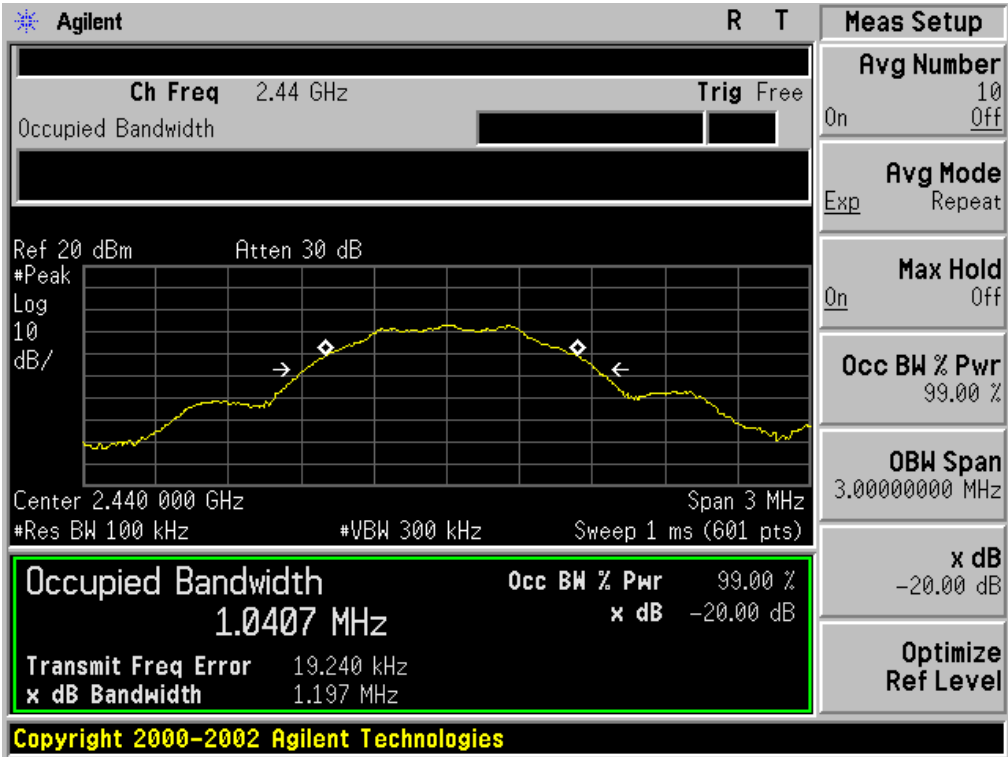 Agilent R T
Ch Freq 2.44 GHz Trig Free
Occupied Bandwidth
Ref 20 dBm Atten 30 dB
#Peak
Log
10
dB/
Center 2.440 000 GHz Span 3 MHz
#Res BW 100 kHz #VBW 300 kHz Sweep 1 ms (601 pts)
Occupied Bandwidth
1.0407 MHz
Occ BW % Pwr 99.00 %
x dB -20.00 dB
Transmit Freq Error 19.240 kHz
x dB Bandwidth 1.197 MHz
Copyright 2000-2002 Agilent Technologies
Meas Setup
Avg Number
10
On Off
Avg Mode
Exp Repeat
Max Hold
On Off
Occ BW % Pwr
99.00 %
OBW Span
3.00000000 MHz
x dB
-20.00 dB
Optimize
Ref Level